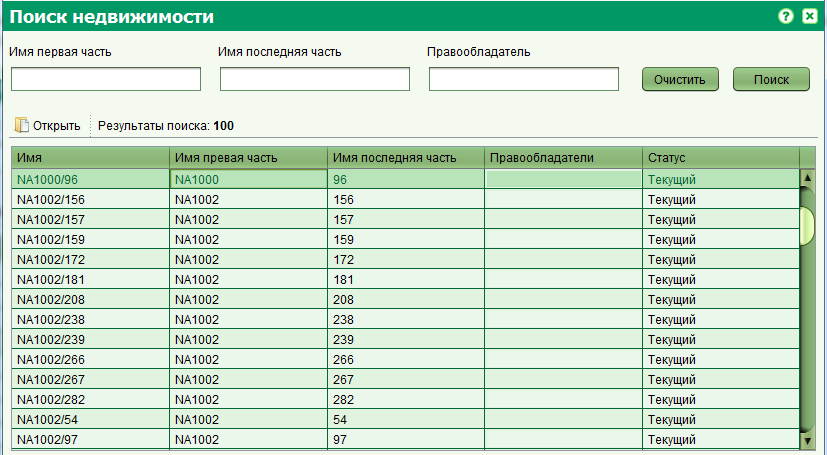 Поиск недвижимости
Имя первая часть Имя последняя часть Правообладатель
Очистить Поиск
Открыть Результаты поиска: 100
Имя Имя превая часть Имя последняя часть Правообладатели Статус
NA1000/96 NA1000 96 Текущий
NA1002/156 NA1002 156 Текущий
NA1002/157 NA1002 157 Текущий
NA1002/159 NA1002 159 Текущий
NA1002/172 NA1002 172 Текущий
NA1002/181 NA1002 181 Текущий
NA1002/208 NA1002 208 Текущий
NA1002/238 NA1002 238 Текущий
NA1002/239 NA1002 239 Текущий
NA1002/266 NA1002 266 Текущий
NA1002/267 NA1002 267 Текущий
NA1002/282 NA1002 282 Текущий
NA1002/54 NA1002 54 Текущий
NA1002/97 NA1002 97 Текущий